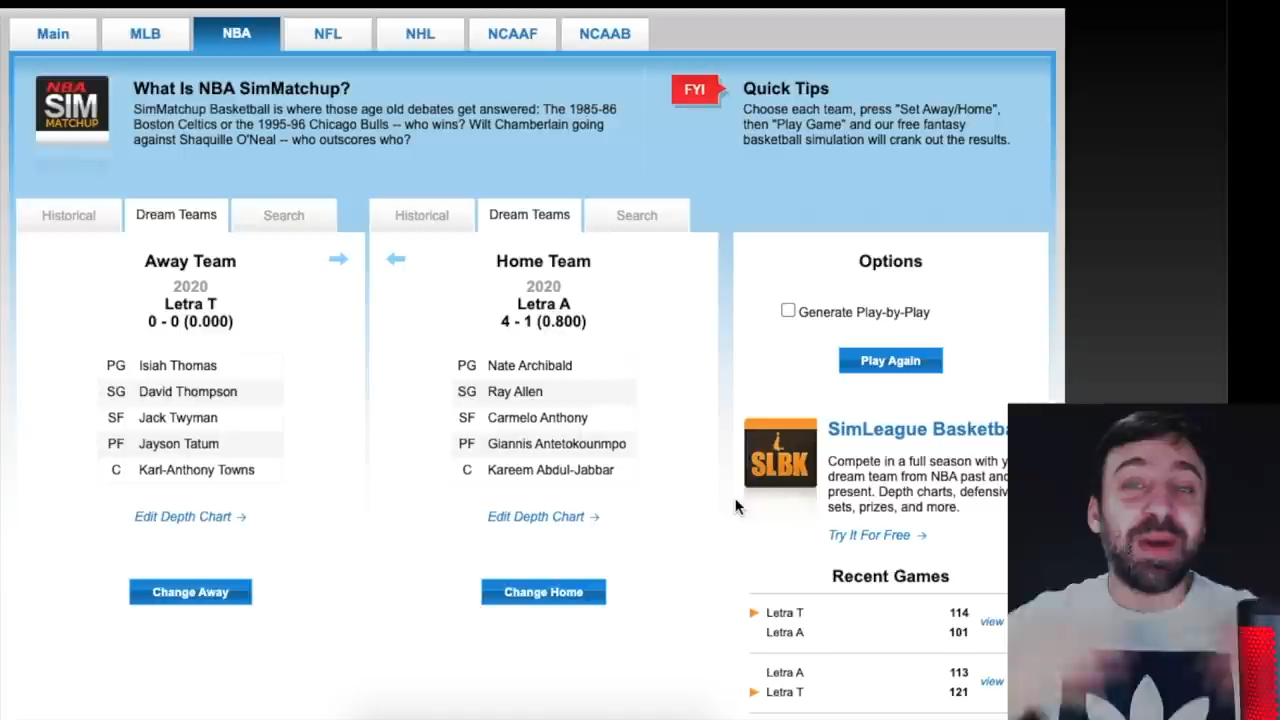 Main
MLB
NBA
NFL
NHL
NCAAF
NCAAB
NBA
SIM
MATCHUP
What Is NBA SimMatchup?
SimMatchup Basketball is where those age old debates get answered: The 1985-86
Boston Celtics or the 1995-96 Chicago Bulls -- who wins? Wilt Chamberlain going
against Shaquille O'Neal -- who outscores who?
FYI
Quick Tips
Choose each team, press "Set Away/Home",
then "Play Game" and our free fantasy
basketball simulation will crank out the results.
Historical
Dream Teams
Search
Away Team
2020
Letra T
0 - 0 (0.000)
PG Isiah Thomas
SG David Thompson
SF Jack Twyman
PF Jayson Tatum
C Karl-Anthony Towns
Edit Depth Chart →
Change Away
Historical
Dream Teams
Search
Home Team
2020
Letra A
4 - 1 (0.800)
PG Nate Archibald
SG Ray Allen
SF Carmelo Anthony
PF Giannis Antetokounmpo
C Kareem Abdul-Jabbar
Edit Depth Chart →
Change Home
Options
Generate Play-by-Play
Play Again
SLBK
SimLeague Basketba
Compete in a full season with y
dream team from NBA past and
present. Depth charts, defensiv
sets, prizes, and more.
Try It For Free →
Recent Games
Letra T 114
view
Letra A 101
Letra A 113
view
Letra T 121